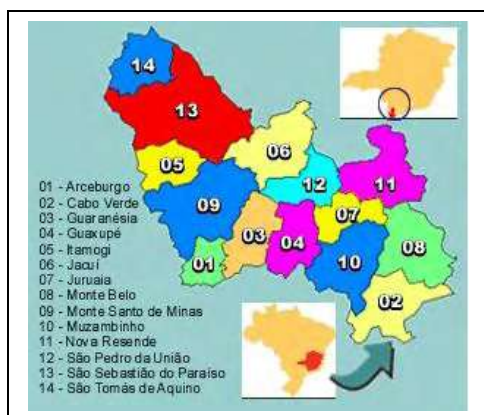 14
13
06
05
12
11
09
07
03
04
08
01
10
02
01 - Arceburgo
02 - Cabo Verde
03 - Guaranésia
04 - Guaxupé
05 - Itamogi
06 - Jacuí
07 - Juruaia
08 - Monte Belo
09 - Monte Santo de Minas
10 - Muzambinho
11 - Nova Resende
12 - São Pedro da União
13 - São Sebastião do Paraíso
14 - São Tomás de Aquino